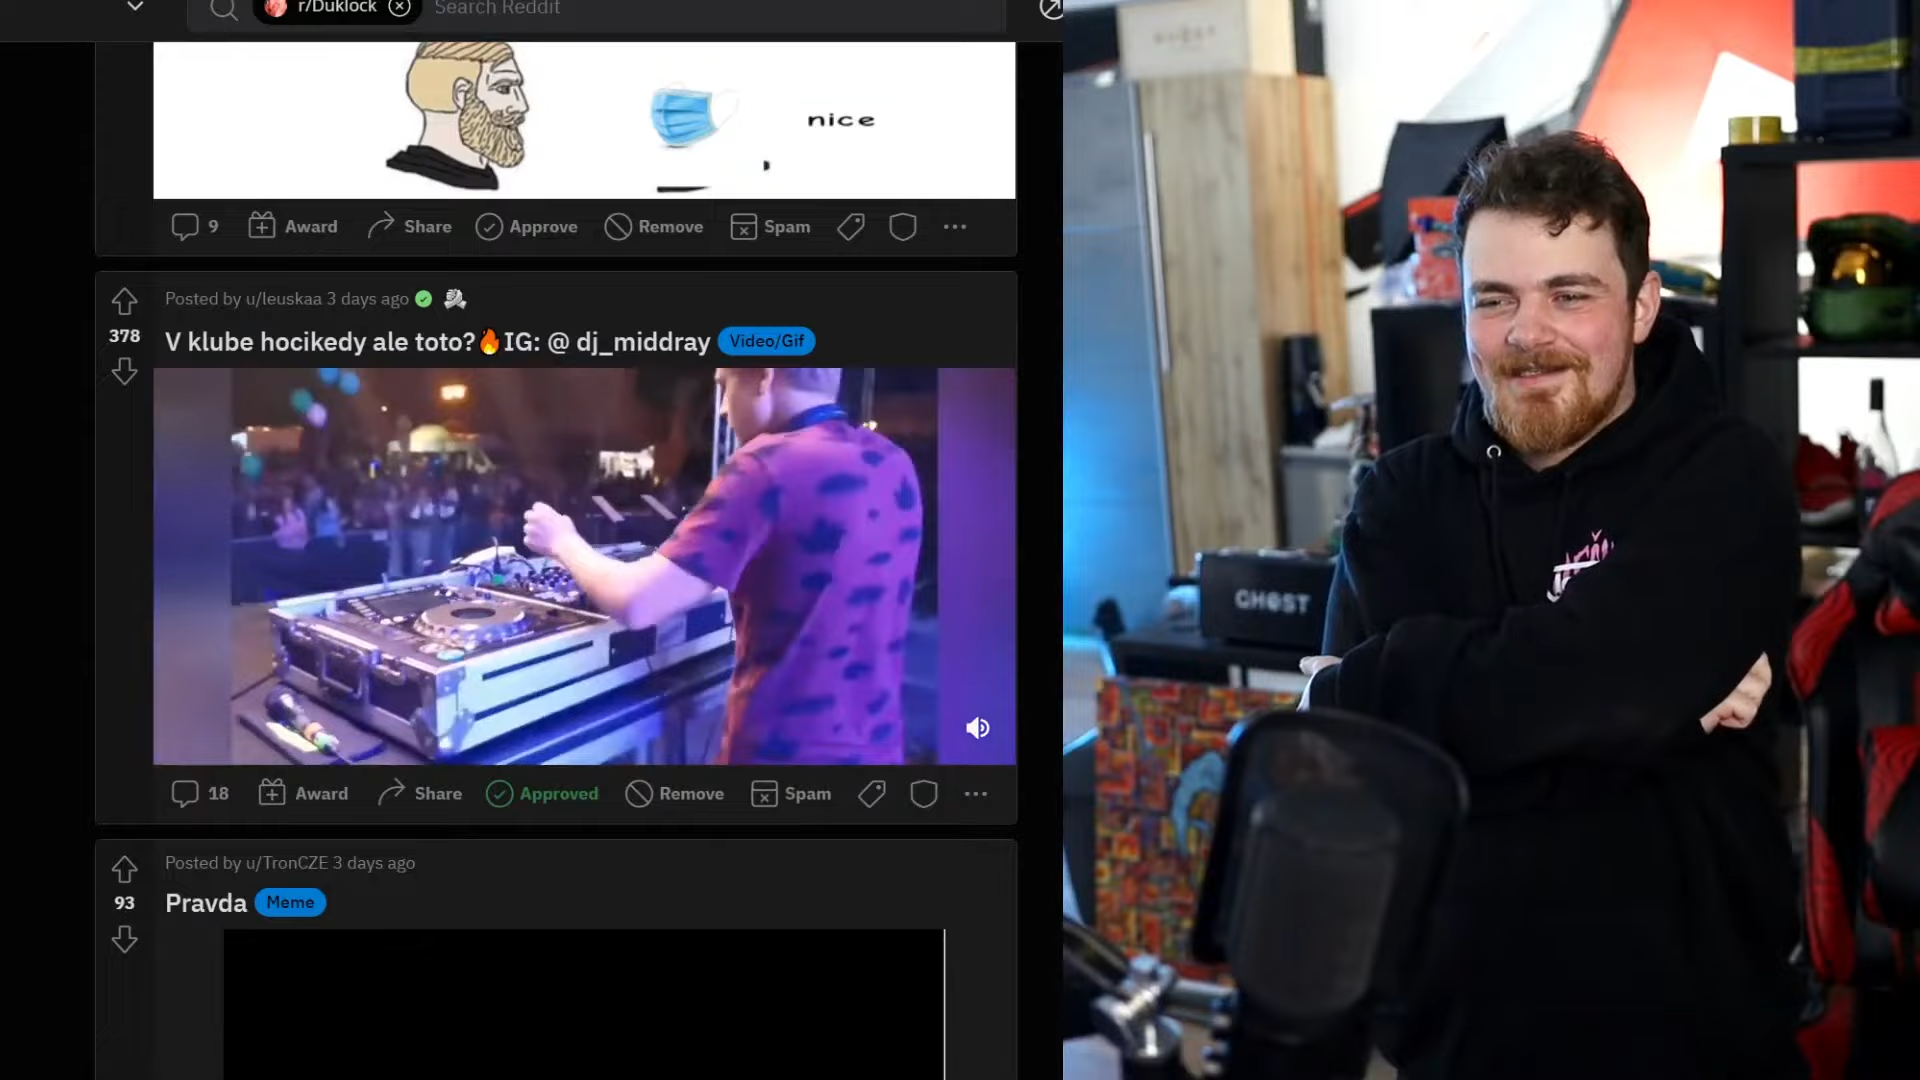 r/Duklock
Search Reddit
nice
9
Award
Share
Approve
Remove
Spam
Posted by u/leuskaa 3 days ago
378
V klube hocikedy ale toto?🔥IG: @ dj_middray
Video/Gif
18
Award
Share
Approved
Remove
Spam
Posted by u/TronCZE 3 days ago
93
Pravda
Meme
GHOST